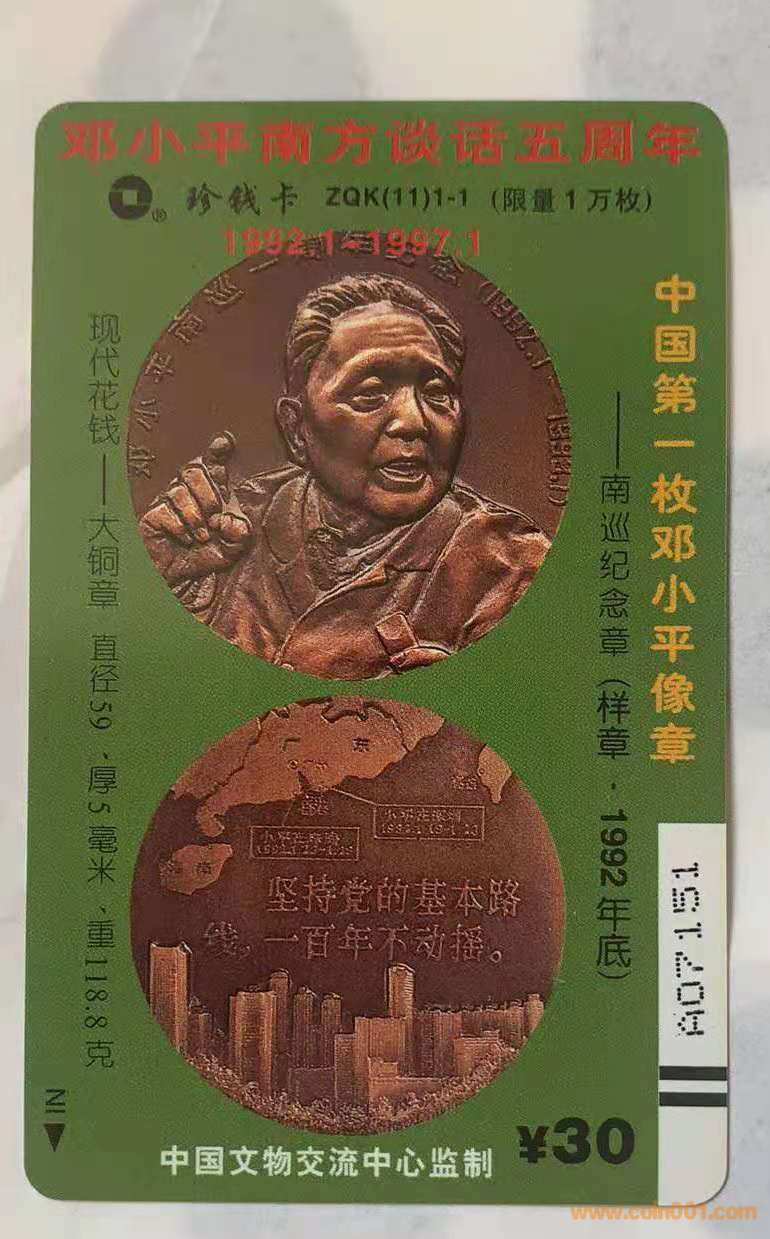 邓小平南方谈话五周年
® 珍钱卡 ZQK(11)1-1 (限量1万枚)
1992.1-1997.1
中国第一枚邓小平像章
——南巡纪念章(样章·1992年底)
现代花钱——大铜章 直径59、厚5毫米、重118.8克
广东
海南
坚持党的基本路
线，一百年不动摇。
A07151
IN
¥30
中国文物交流中心监制
www.coin001.com